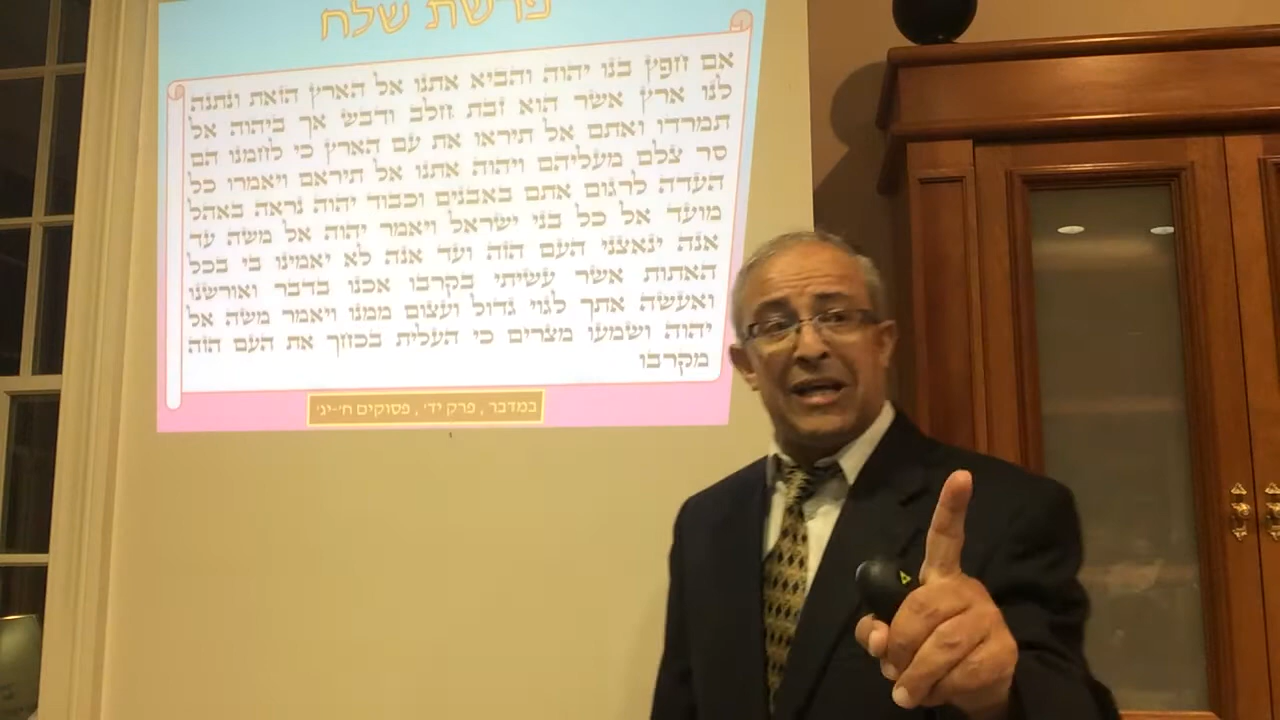 פרשת שלח
אם חפץ בנו יהוה והביא אתנו אל הארץ הזאת ונתנה
לנו ארץ אשר הוא זבת חלב ודבש אך ביהוה אל
תמרדו ואתם אל תיראו את עם הארץ כי לחמנו הם
סר צלם מעליהם ויהוה אתנו אל תיראם ויאמרו כל
העדה לרגום אתם באבנים וכבוד יהוה נראה באהל
מועד אל כל בני ישראל ויאמר יהוה אל משה עד
אנה ינאצני העם הזה ועד אנה לא יאמינו בי בכל
האתות אשר עשיתי בקרבו אכנו בדבר ואורשנו
ואעשה אתך לגוי גדול ועצום ממנו ויאמר משה אל
יהוה ושמעו מצרים כי העלית בכחך את העם הזה
מקרבו
במדבר , פרק יד' , פסוקים ח'-יג'